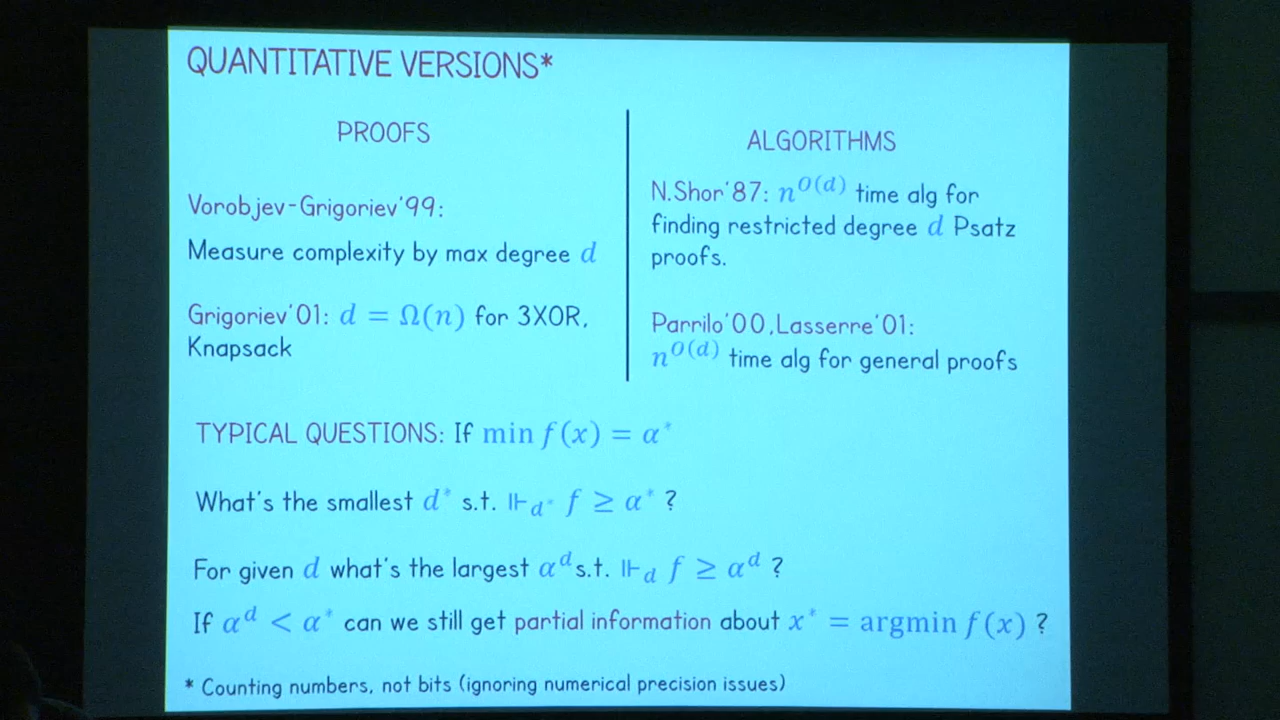 QUANTITATIVE VERSIONS*
PROOFS
Vorobjev-Grigoriev'99:
Measure complexity by max degree d
Grigoriev'01: d = Ω(n) for 3XOR,
Knapsack
ALGORITHMS
N.Shor'87: n^{O(d)} time alg for
finding restricted degree d Psatz
proofs.
Parrilo'00,Lasserre'01:
n^{O(d)} time alg for general proofs
TYPICAL QUESTIONS: If min f(x) = α*
What's the smallest d* s.t. ⊩_{d*} f ≥ α* ?
For given d what's the largest α^d s.t. ⊩_d f ≥ α^d ?
If α^d < α* can we still get partial information about x* = argmin f(x) ?
* Counting numbers, not bits (ignoring numerical precision issues)